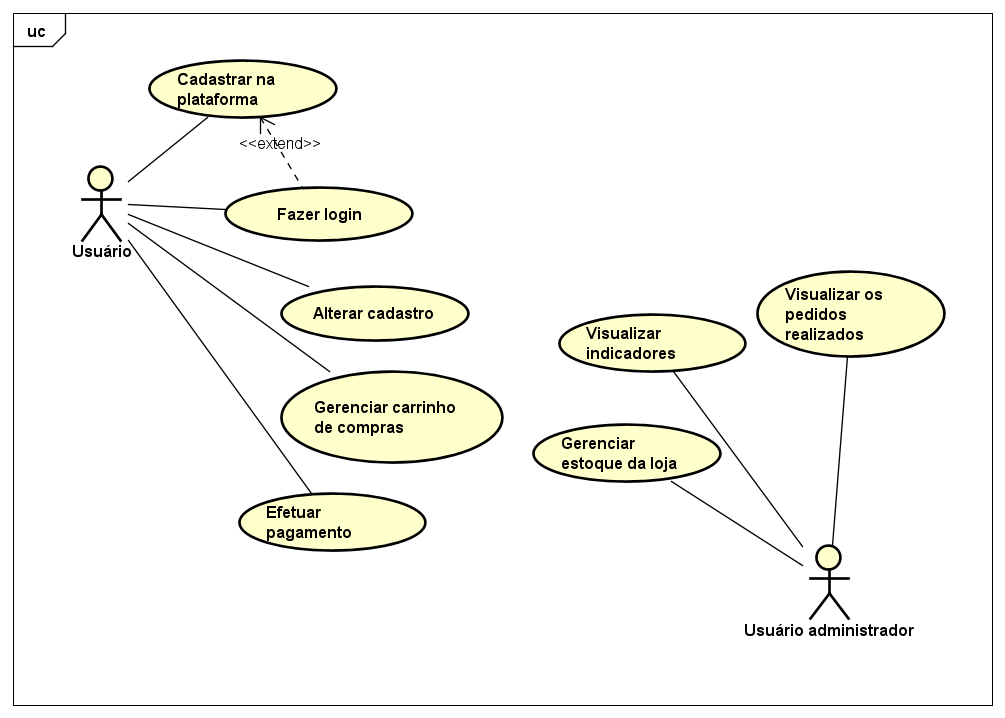 uc
Cadastrar na
plataforma
<<extend>>
Fazer login
Usuário
Alterar cadastro
Gerenciar carrinho
de compras
Efetuar
pagamento
Visualizar
indicadores
Visualizar os
pedidos
realizados
Gerenciar
estoque da loja
Usuário administrador